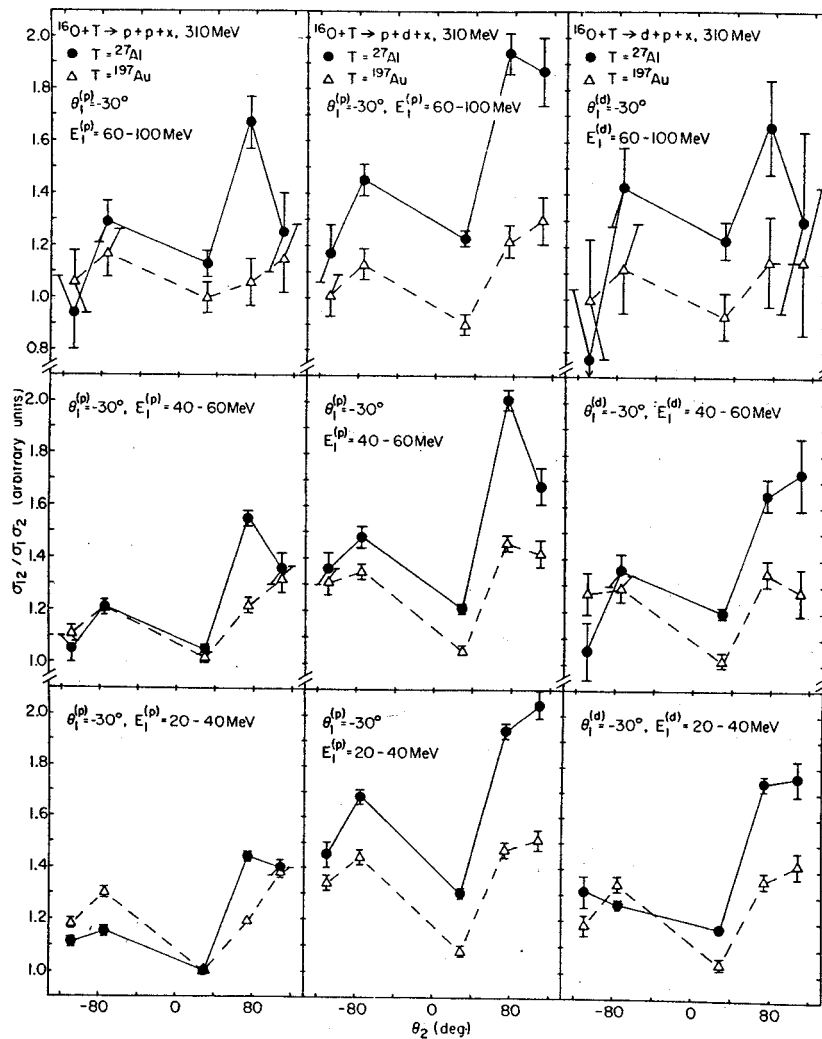 ¹⁶O+T → p+p+x, 310 MeV
● T = ²⁷Al
△ T = ¹⁹⁷Au
θ₁⁽ᵖ⁾=-30°
E₁⁽ᵖ⁾= 60-100 MeV
¹⁶O+T → p+d+x, 310 MeV
● T = ²⁷Al
△ T = ¹⁹⁷Au
θ₁⁽ᵖ⁾=-30°, E₁⁽ᵖ⁾= 60-100 MeV
¹⁶O+T → d+p+x, 310 MeV
● T = ²⁷Al
△ T = ¹⁹⁷Au
θ₁⁽ᵈ⁾=-30°
E₁⁽ᵈ⁾=60-100 MeV
2.0
1.8
1.6
1.4
1.2
1.0
0.8
σ₁₂/σ₁σ₂ (arbitrary units)
θ₁⁽ᵖ⁾=-30°, E₁⁽ᵖ⁾= 40-60 MeV
θ₁⁽ᵖ⁾=-30°
E₁⁽ᵖ⁾=40-60 MeV
θ₁⁽ᵈ⁾=-30°, E₁⁽ᵈ⁾= 40-60 MeV
2.0
1.8
1.6
1.4
1.2
1.0
θ₁⁽ᵖ⁾=-30°, E₁⁽ᵖ⁾=20-40 MeV
θ₁⁽ᵖ⁾=-30°
E₁⁽ᵖ⁾=20-40 MeV
θ₁⁽ᵈ⁾=-30°, E₁⁽ᵈ⁾= 20-40 MeV
2.0
1.8
1.6
1.4
1.2
1.0
-80 0 80 -80 0 80 -80 0 80
θ₂ (deg.)